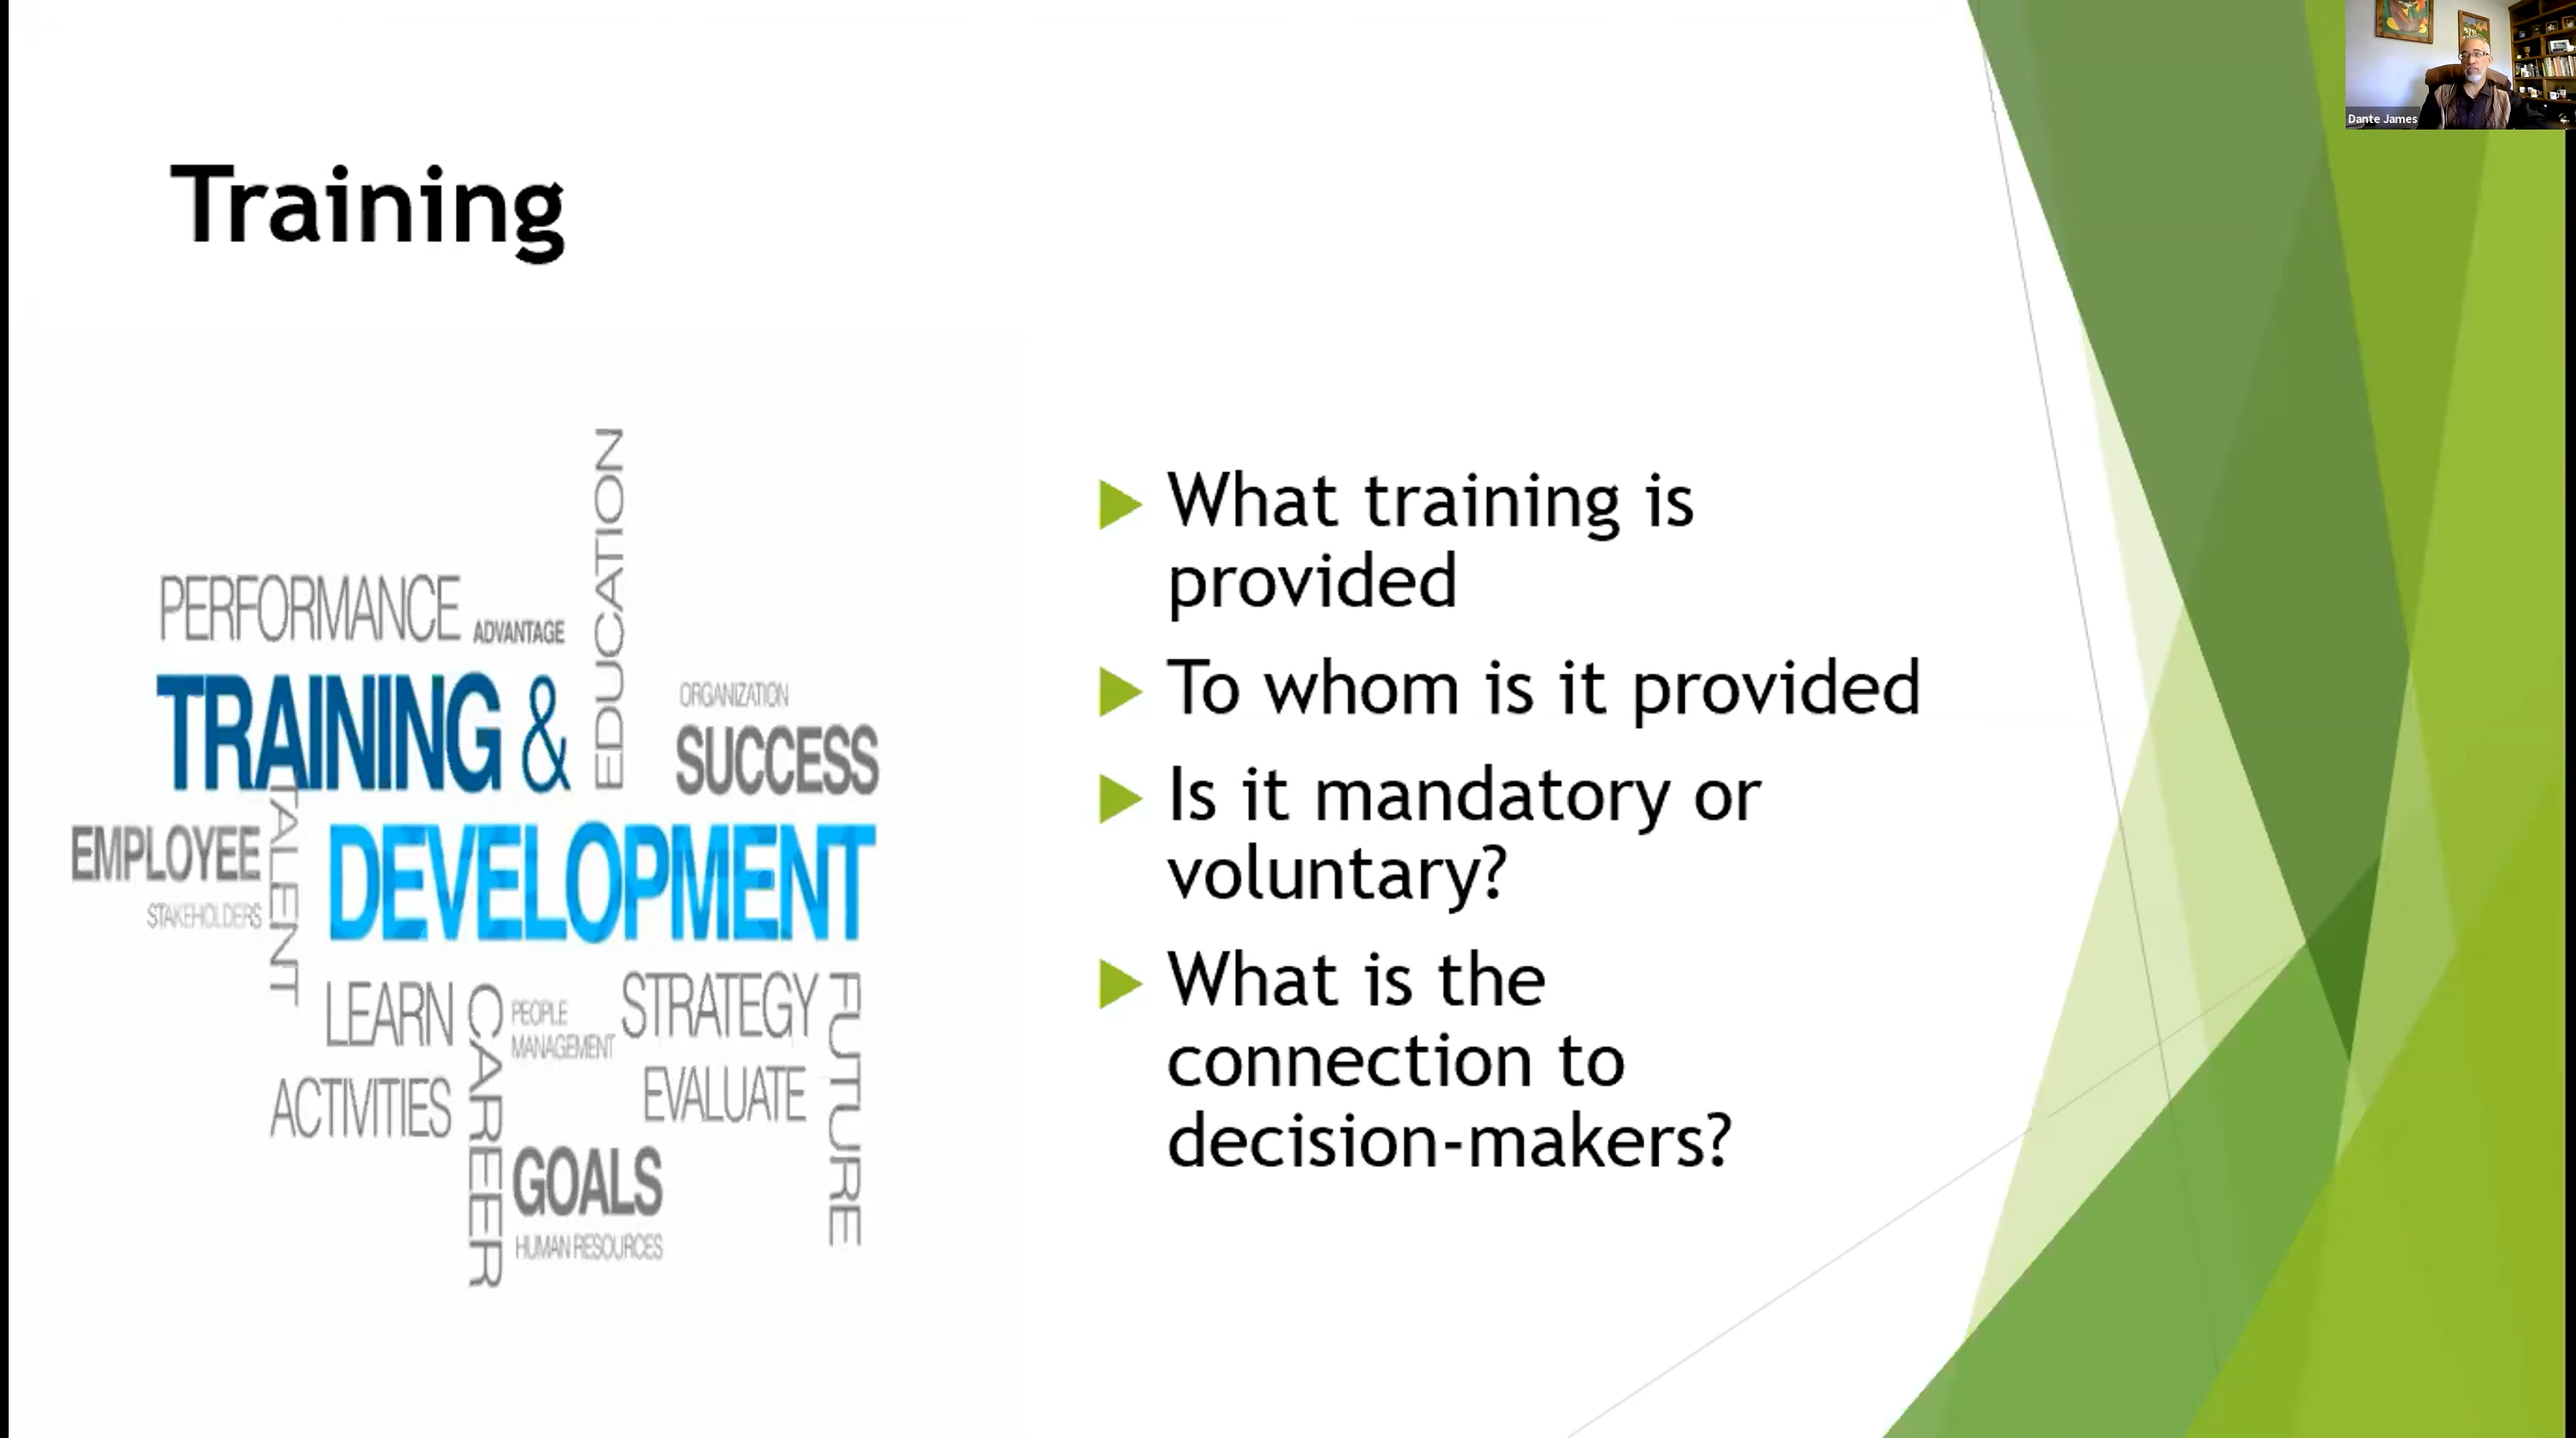 Dante James
Training
EDUCATION
PERFORMANCE
ADVANTAGE
TRAINING &
ORGANIZATION
SUCCESS
TALENT
EMPLOYEE
DEVELOPMENT
STAKEHOLDERS
LEARN
CAREER
PEOPLE
MANAGEMENT
STRATEGY
FUTURE
ACTIVITIES
EVALUATE
GOALS
HUMAN RESOURCES
What training is
provided
To whom is it provided
Is it mandatory or
voluntary?
What is the
connection to
decision-makers?